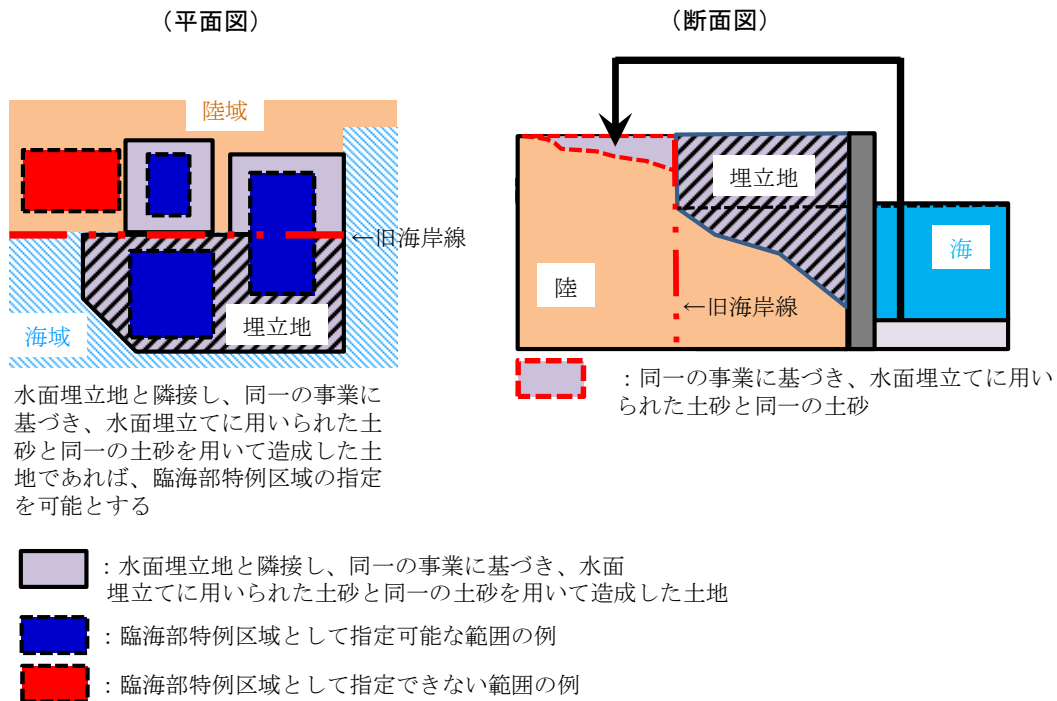 （平面図）
陸域
←旧海岸線
埋立地
海域
水面埋立地と隣接し、同一の事業に
基づき、水面埋立てに用いられた土
砂と同一の土砂を用いて造成した土
地であれば、臨海部特例区域の指定
を可能とする
（断面図）
埋立地
海
陸
←旧海岸線
：同一の事業に基づき、水面埋立てに用い
られた土砂と同一の土砂
：水面埋立地と隣接し、同一の事業に基づき、水面
埋立てに用いられた土砂と同一の土砂を用いて造成した土地
：臨海部特例区域として指定可能な範囲の例
：臨海部特例区域として指定できない範囲の例